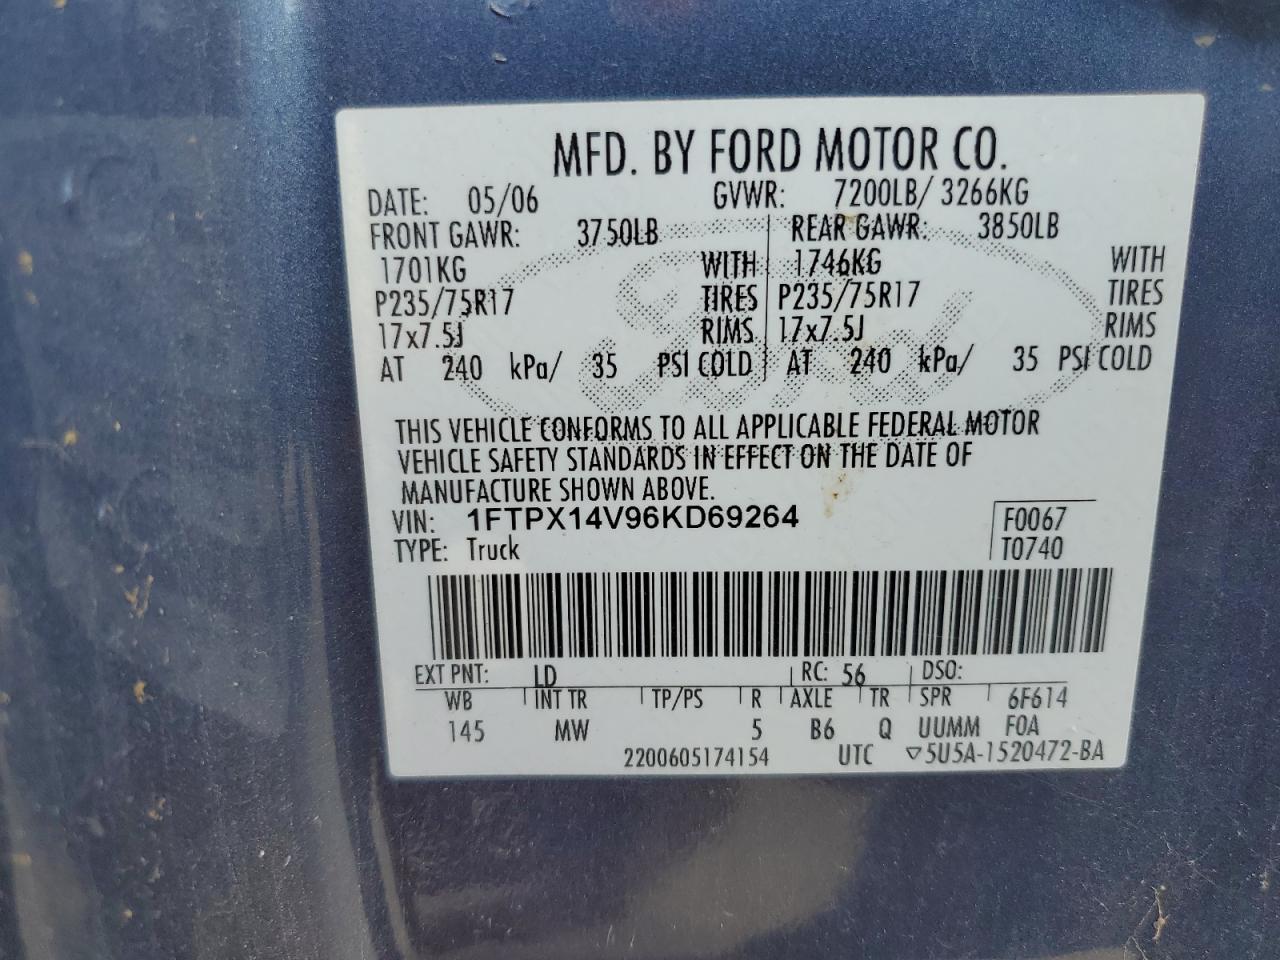 MFD. BY FORD MOTOR CO.
DATE: 05/06 GVWR: 7200LB/ 3266KG
FRONT GAWR: 3750LB REAR GAWR: 3850LB
1701KG WITH 1746KG WITH
P235/75R17 TIRES P235/75R17 TIRES
17x7.5J RIMS 17x7.5J RIMS
AT 240 kPa/ 35 PSI COLD AT 240 kPa/ 35 PSI COLD
THIS VEHICLE CONFORMS TO ALL APPLICABLE FEDERAL MOTOR
VEHICLE SAFETY STANDARDS IN EFFECT ON THE DATE OF
MANUFACTURE SHOWN ABOVE.
VIN: 1FTPX14V96KD69264 F0067
TYPE: Truck T0740
EXT PNT: LD RC: 56 DSO:
WB INT TR TP/PS R AXLE TR SPR 6F614
145 MW 5 B6 Q UUMM F0A
2200605174154 UTC ▽5U5A-1520472-BA
Ford